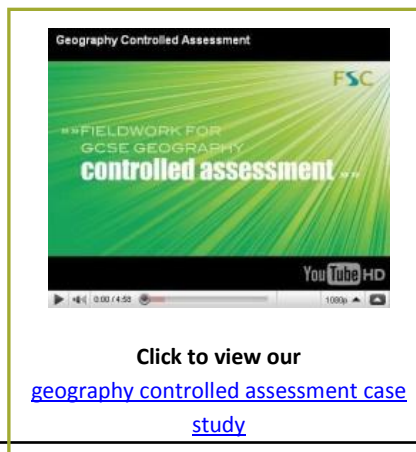 Geography Controlled Assessment
FSC
»»FIELDWORK FOR
GCSE GEOGRAPHY
controlled assessment »»
You Tube HD
0:00 / 4:58
1080p
Click to view our
geography controlled assessment case
study